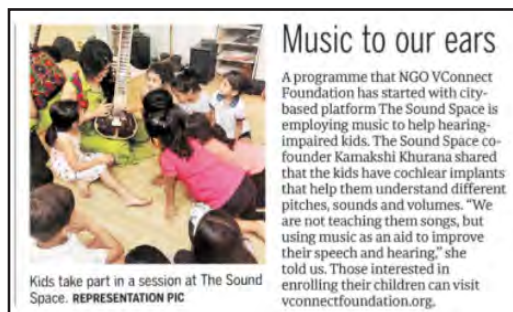 Music to our ears
A programme that NGO VConnect
Foundation has started with city-
based platform The Sound Space is
employing music to help hearing-
impaired kids. The Sound Space co-
founder Kamakshi Khurana shared
that the kids have cochlear implants
that help them understand different
pitches, sounds and volumes. “We
are not teaching them songs, but
using music as an aid to improve
their speech and hearing,” she
told us. Those interested in
enrolling their children can visit
vconnectfoundation.org.
Kids take part in a session at The Sound
Space. REPRESENTATION PIC